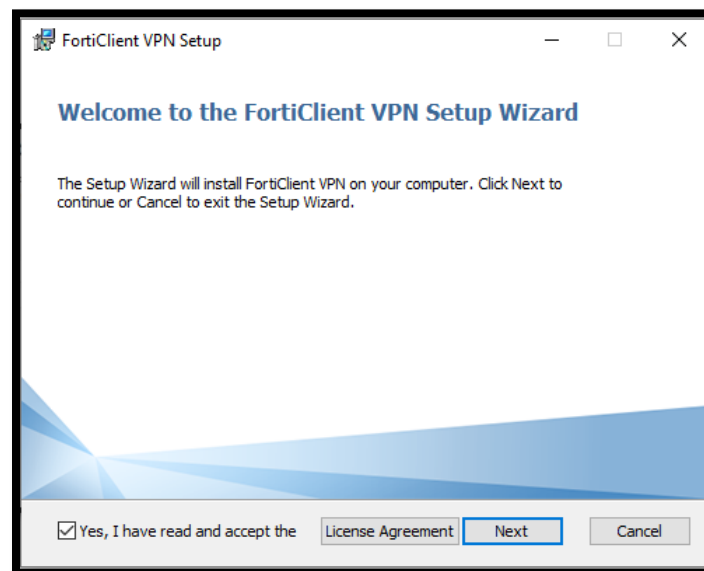 FortiClient VPN Setup
Welcome to the FortiClient VPN Setup Wizard
The Setup Wizard will install FortiClient VPN on your computer. Click Next to
continue or Cancel to exit the Setup Wizard.
Yes, I have read and accept the License Agreement Next Cancel